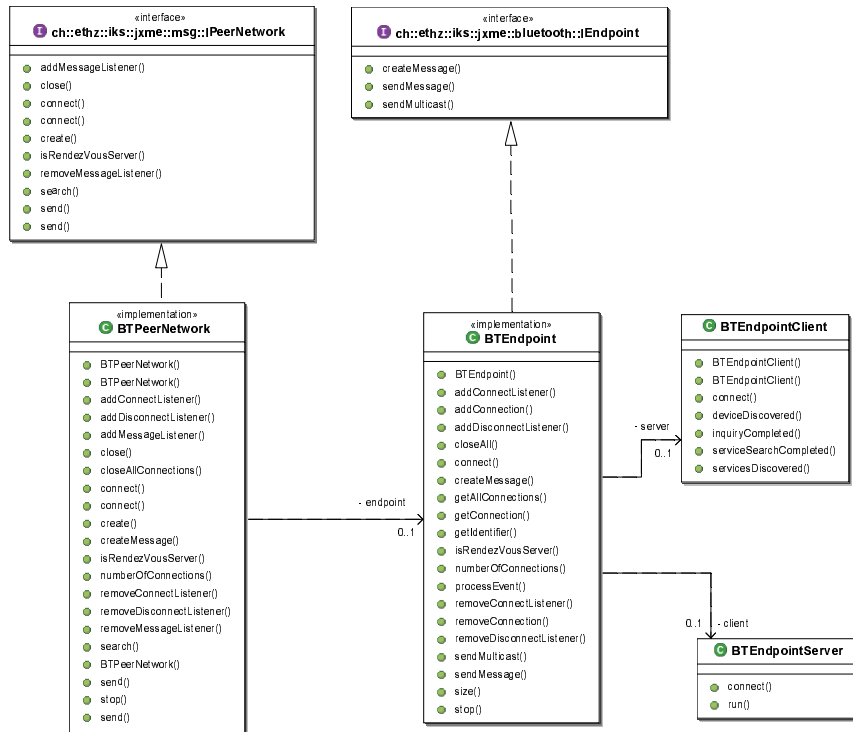 «interface»
I ch::ethz::iks::jxme::msg::IPeerNetwork
addMessageListener()
close()
connect()
connect()
create()
isRendezVousServer()
removeMessageListener()
search()
send()
send()
«interface»
I ch::ethz::iks::jxme::bluetooth::IEndpoint
createMessage()
sendMessage()
sendMulticast()
«implementation»
C BTPeerNetwork
BTPeerNetwork()
BTPeerNetwork()
addConnectListener()
addDisconnectListener()
addMessageListener()
close()
closeAllConnections()
connect()
connect()
create()
createMessage()
isRendezVousServer()
numberOfConnections()
removeConnectListener()
removeDisconnectListener()
removeMessageListener()
search()
BTPeerNetwork()
send()
stop()
send()
- endpoint
0..1
«implementation»
C BTEndpoint
BTEndpoint()
addConnectListener()
addConnection()
addDisconnectListener()
closeAll()
connect()
createMessage()
getAllConnections()
getConnection()
getIdentifier()
isRendezVousServer()
numberOfConnections()
processEvent()
removeConnectListener()
removeConnection()
removeDisconnectListener()
sendMulticast()
sendMessage()
size()
stop()
- server
0..1
C BTEndpointClient
BTEndpointClient()
BTEndpointClient()
connect()
deviceDiscovered()
inquiryCompleted()
serviceSearchCompleted()
servicesDiscovered()
0..1 - client
C BTEndpointServer
connect()
run()